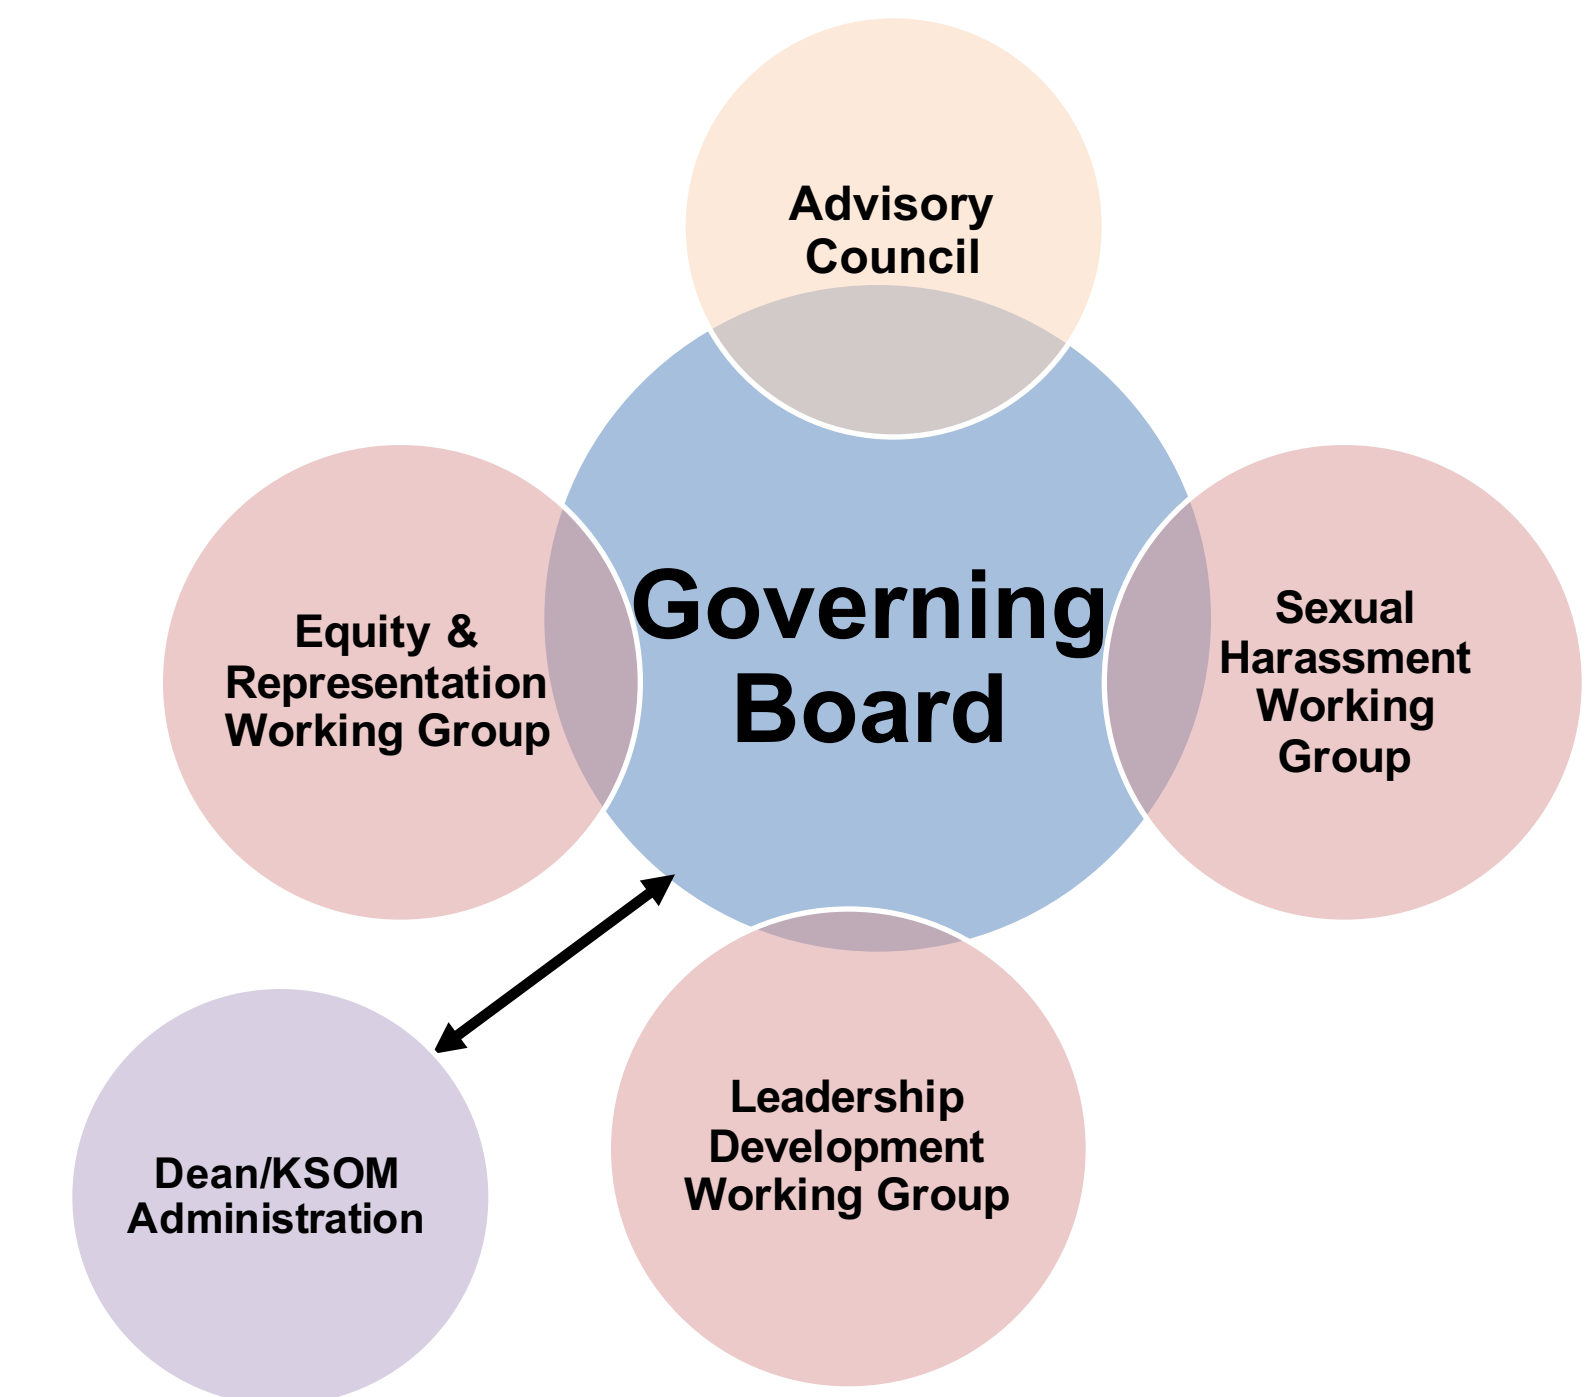 Advisory
Council
Governing
Board
Equity &
Representation
Working Group
Sexual
Harassment
Working
Group
Leadership
Development
Working Group
Dean/KSOM
Administration